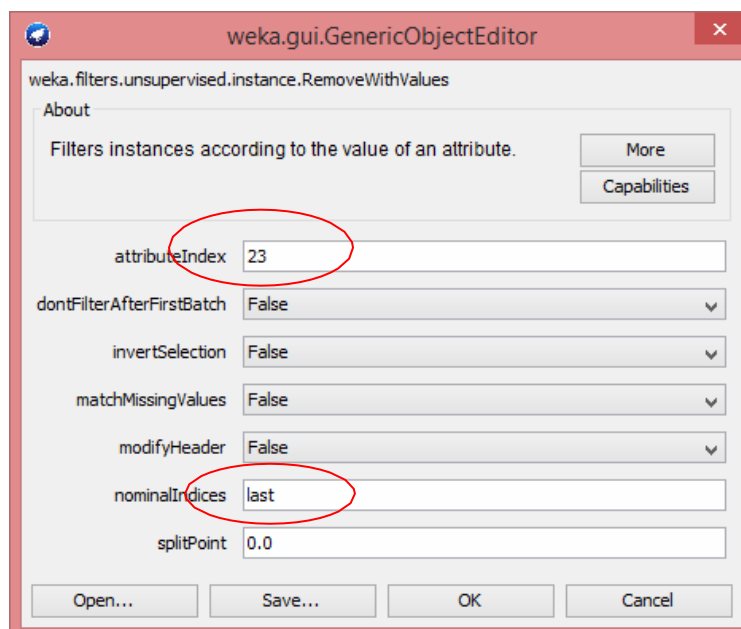 weka.gui.GenericObjectEditor
weka.filters.unsupervised.instance.RemoveWithValues
About
Filters instances according to the value of an attribute.
More
Capabilities
attributeIndex 23
dontFilterAfterFirstBatch False
invertSelection False
matchMissingValues False
modifyHeader False
nominalIndices last
splitPoint 0.0
Open... Save... OK Cancel